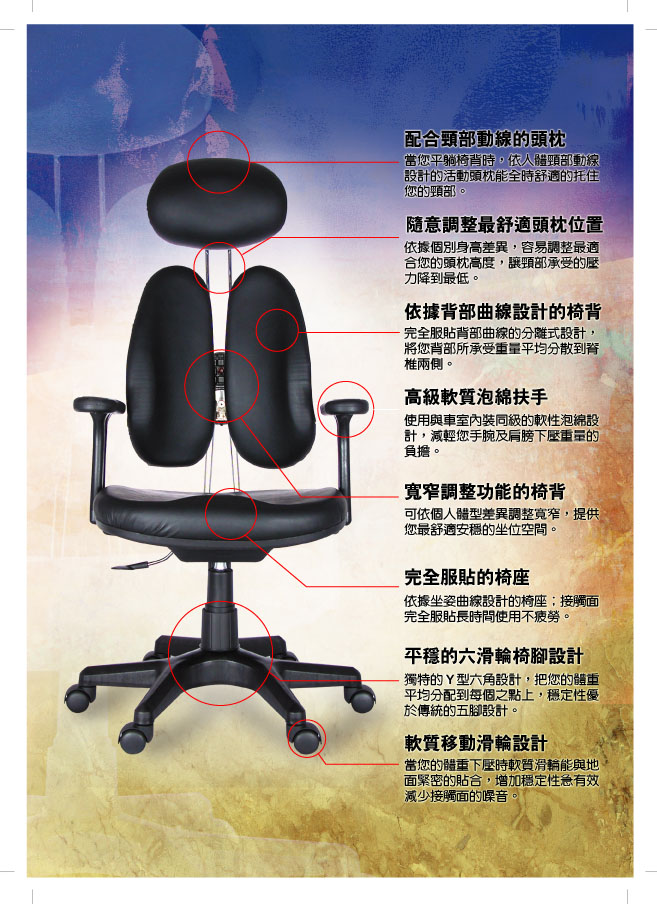 配合頸部動線的頭枕
當您平躺椅背時，依人體頸部動線
設計的活動頭枕能全時舒適的托住
您的頸部。
隨意調整最舒適頭枕位置
依據個別身高差異，容易調整最適
合您的頭枕高度，讓頸部承受的壓
力降到最低。
依據背部曲線設計的椅背
完全服貼背部曲線的分離式設計，
將您背部所承受重量平均分散到脊
椎兩側。
高級軟質泡綿扶手
使用與車室內裝同級的軟性泡綿設
計，減輕您手腕及肩膀下壓重量的
負擔。
寬窄調整功能的椅背
可依個人體型差異調整寬窄，提供
您最舒適安穩的坐位空間。
完全服貼的椅座
依據坐姿曲線設計的椅座；接觸面
完全服貼長時間使用不疲勞。
平穩的六滑輪椅腳設計
獨特的Y型六角設計，把您的體重
平均分配到每個之點上，穩定性優
於傳統的五腳設計。
軟質移動滑輪設計
當您的體重下壓時軟質滑輪能與地
面緊密的貼合，增加穩定性急有效
減少接觸面的噪音。